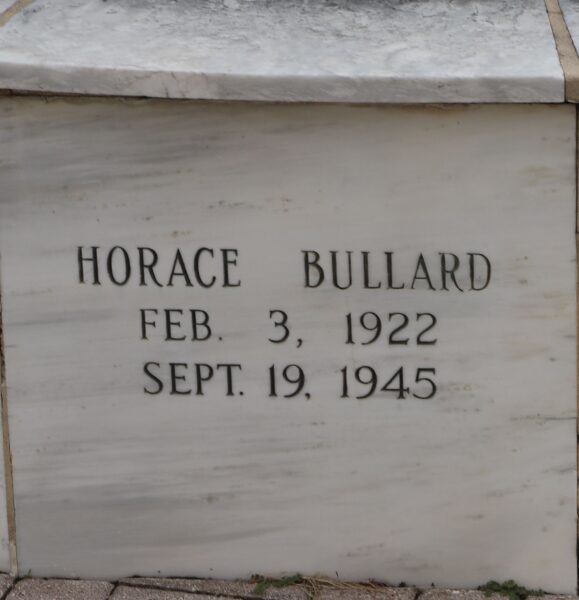 HORACE BULLARD
FEB. 3, 1922
SEPT. 19, 1945